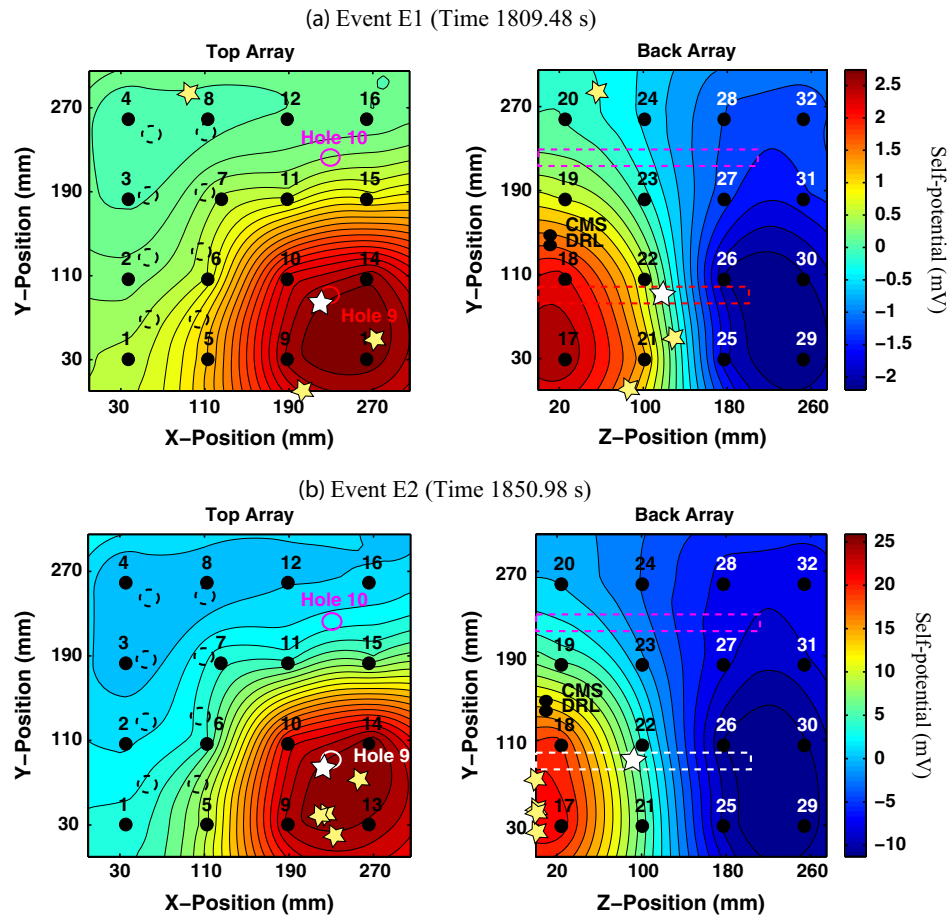 (a) Event E1 (Time 1809.48 s)
Top Array
Back Array
Y−Position (mm)
270
190
110
30
4 8 12 16
Hole 10
3 7 11 15
2 6 10 14
Hole 9
1 5 9
30 110 190 270
X−Position (mm)
Y−Position (mm)
270
190
110
30
20 24 28 32
19 23 27 31
CMS
DRL
18 22 26 30
17 21 25 29
20 100 180 260
Z−Position (mm)
2.5
2
1.5
1
0.5
0
−0.5
−1
−1.5
−2
Self-potential (mV)
(b) Event E2 (Time 1850.98 s)
Top Array
Back Array
Y−Position (mm)
270
190
110
30
4 8 12 16
Hole 10
3 7 11 15
2 6 10 14
Hole 9
1 5 9 13
30 110 190 270
X−Position (mm)
Y−Position (mm)
270
190
110
30
20 24 28 32
19 23 27 31
CMS
DRL
18 22 26 30
17 21 25 29
20 100 180 260
Z−Position (mm)
25
20
15
10
5
0
−5
−10
Self-potential (mV)